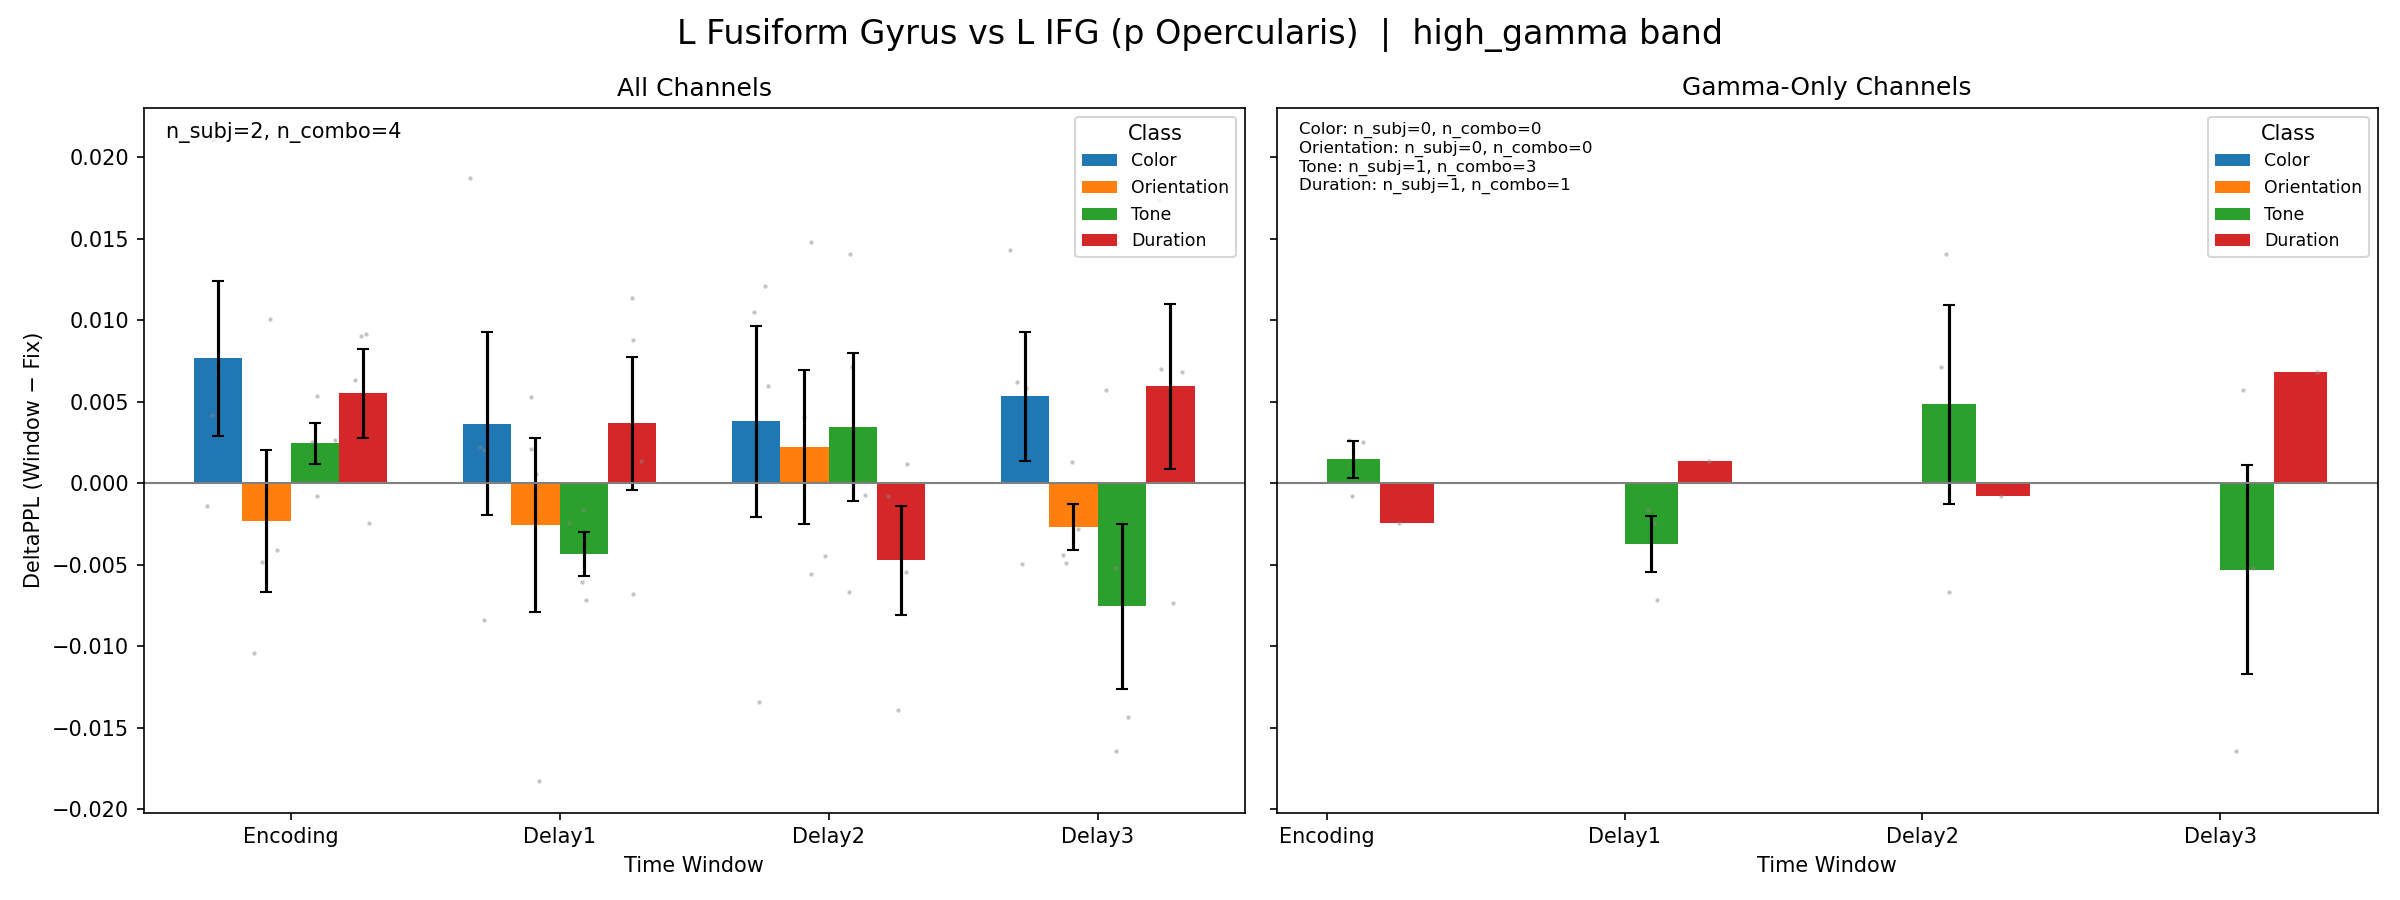 L Fusiform Gyrus vs L IFG (p Opercularis)  |  high_gamma band
All Channels
n_subj=2, n_combo=4
Class
Color
Orientation
Tone
Duration
DeltaPPL (Window − Fix)
0.020
0.015
0.010
0.005
0.000
−0.005
−0.010
−0.015
−0.020
Encoding
Delay1
Delay2
Delay3
Time Window
Gamma-Only Channels
Color: n_subj=0, n_combo=0
Orientation: n_subj=0, n_combo=0
Tone: n_subj=1, n_combo=3
Duration: n_subj=1, n_combo=1
Class
Color
Orientation
Tone
Duration
Encoding
Delay1
Delay2
Delay3
Time Window